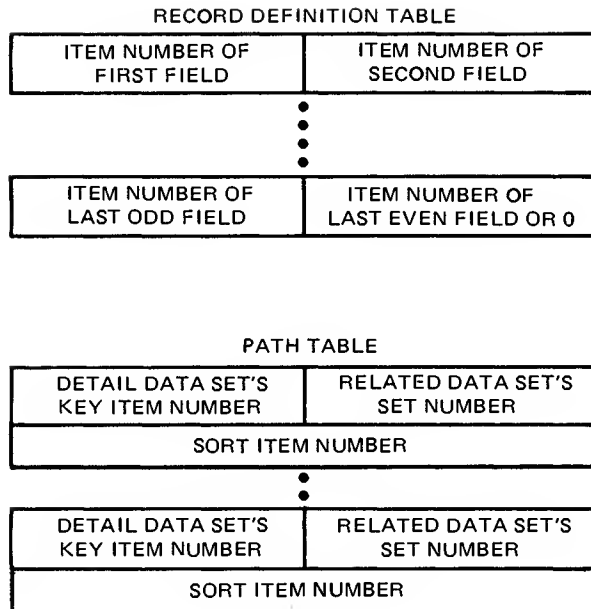 RECORD DEFINITION TABLE
ITEM NUMBER OF
FIRST FIELD
ITEM NUMBER OF
SECOND FIELD
ITEM NUMBER OF
LAST ODD FIELD
ITEM NUMBER OF
LAST EVEN FIELD OR 0
PATH TABLE
DETAIL DATA SET'S
KEY ITEM NUMBER
RELATED DATA SET'S
SET NUMBER
SORT ITEM NUMBER
DETAIL DATA SET'S
KEY ITEM NUMBER
RELATED DATA SET'S
SET NUMBER
SORT ITEM NUMBER